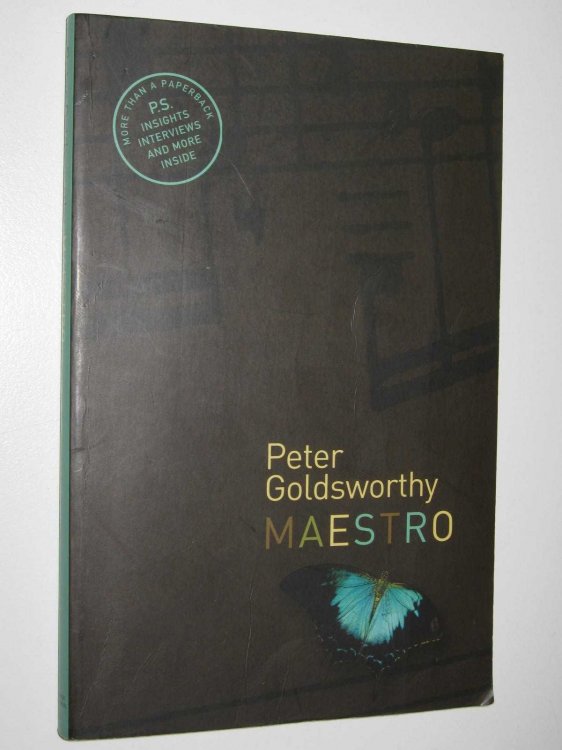 MORE THAN A PAPERBACK
P.S.
INSIGHTS
INTERVIEWS
AND MORE
INSIDE
Peter
Goldsworthy
MAESTRO